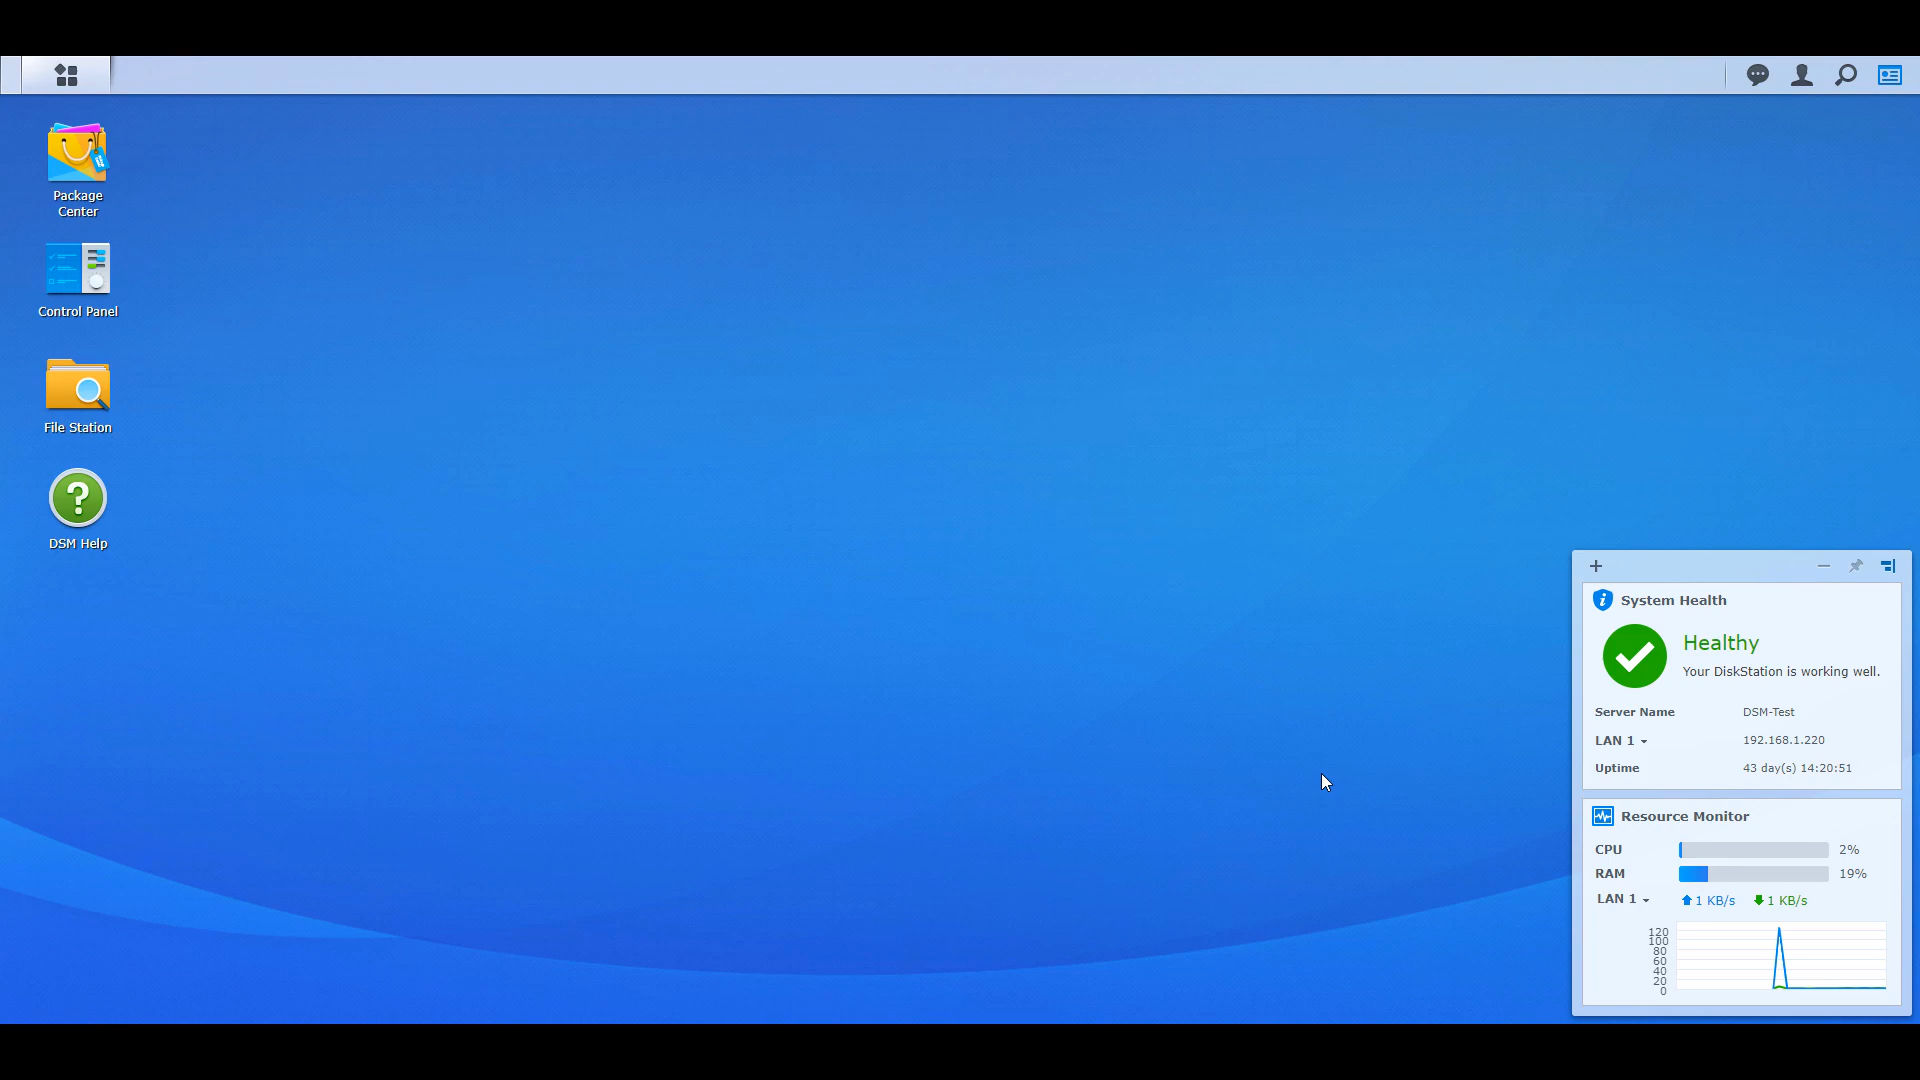 Package
Center
Control Panel
File Station
DSM Help
System Health
Healthy
Your DiskStation is working well.
Server Name DSM-Test
LAN 1 192.168.1.220
Uptime 43 day(s) 14:20:51
Resource Monitor
CPU 2%
RAM 19%
LAN 1 1 KB/s 1 KB/s
120
100
80
60
40
20
0